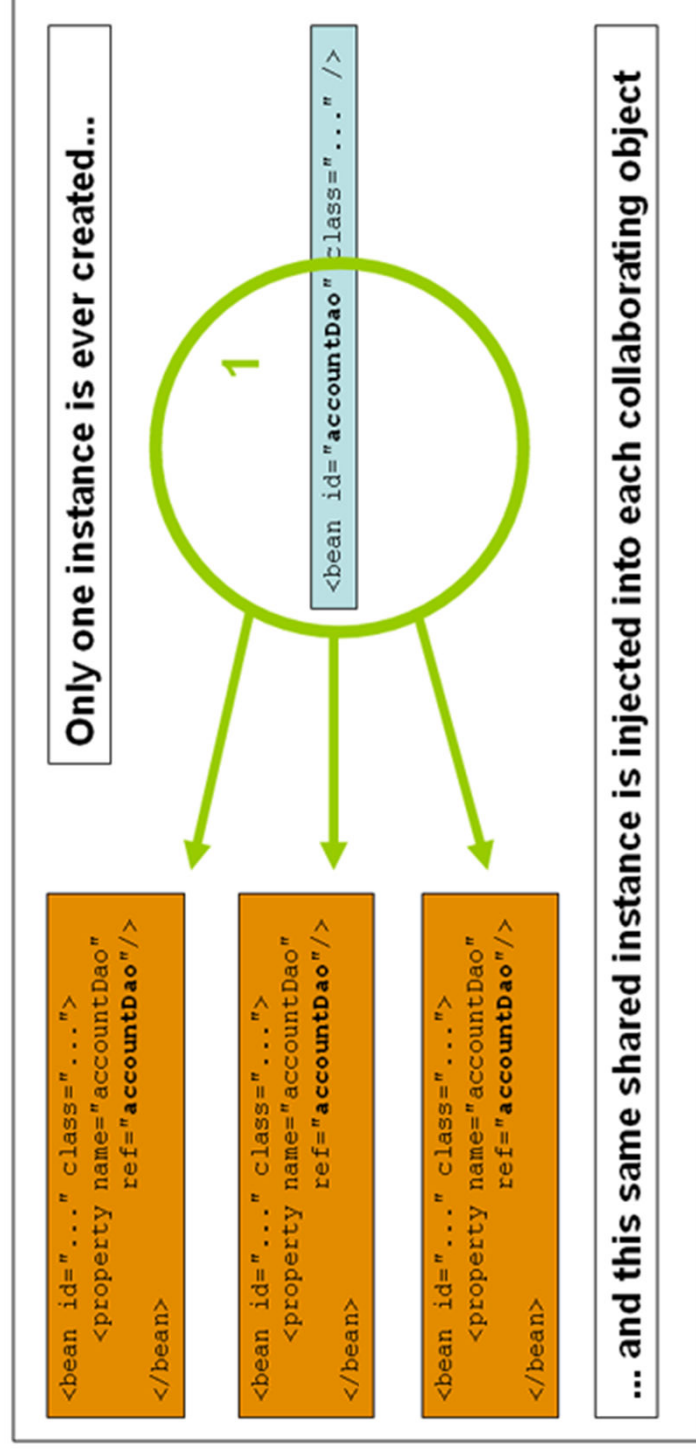 Only one instance is ever created...
1
<bean id="accountDao" class="..." />
<bean id="..." class="...">
<property name="accountDao"
ref="accountDao"/>
</bean>
<bean id="..." class="...">
<property name="accountDao"
ref="accountDao"/>
</bean>
<bean id="..." class="...">
<property name="accountDao"
ref="accountDao"/>
</bean>
... and this same shared instance is injected into each collaborating object